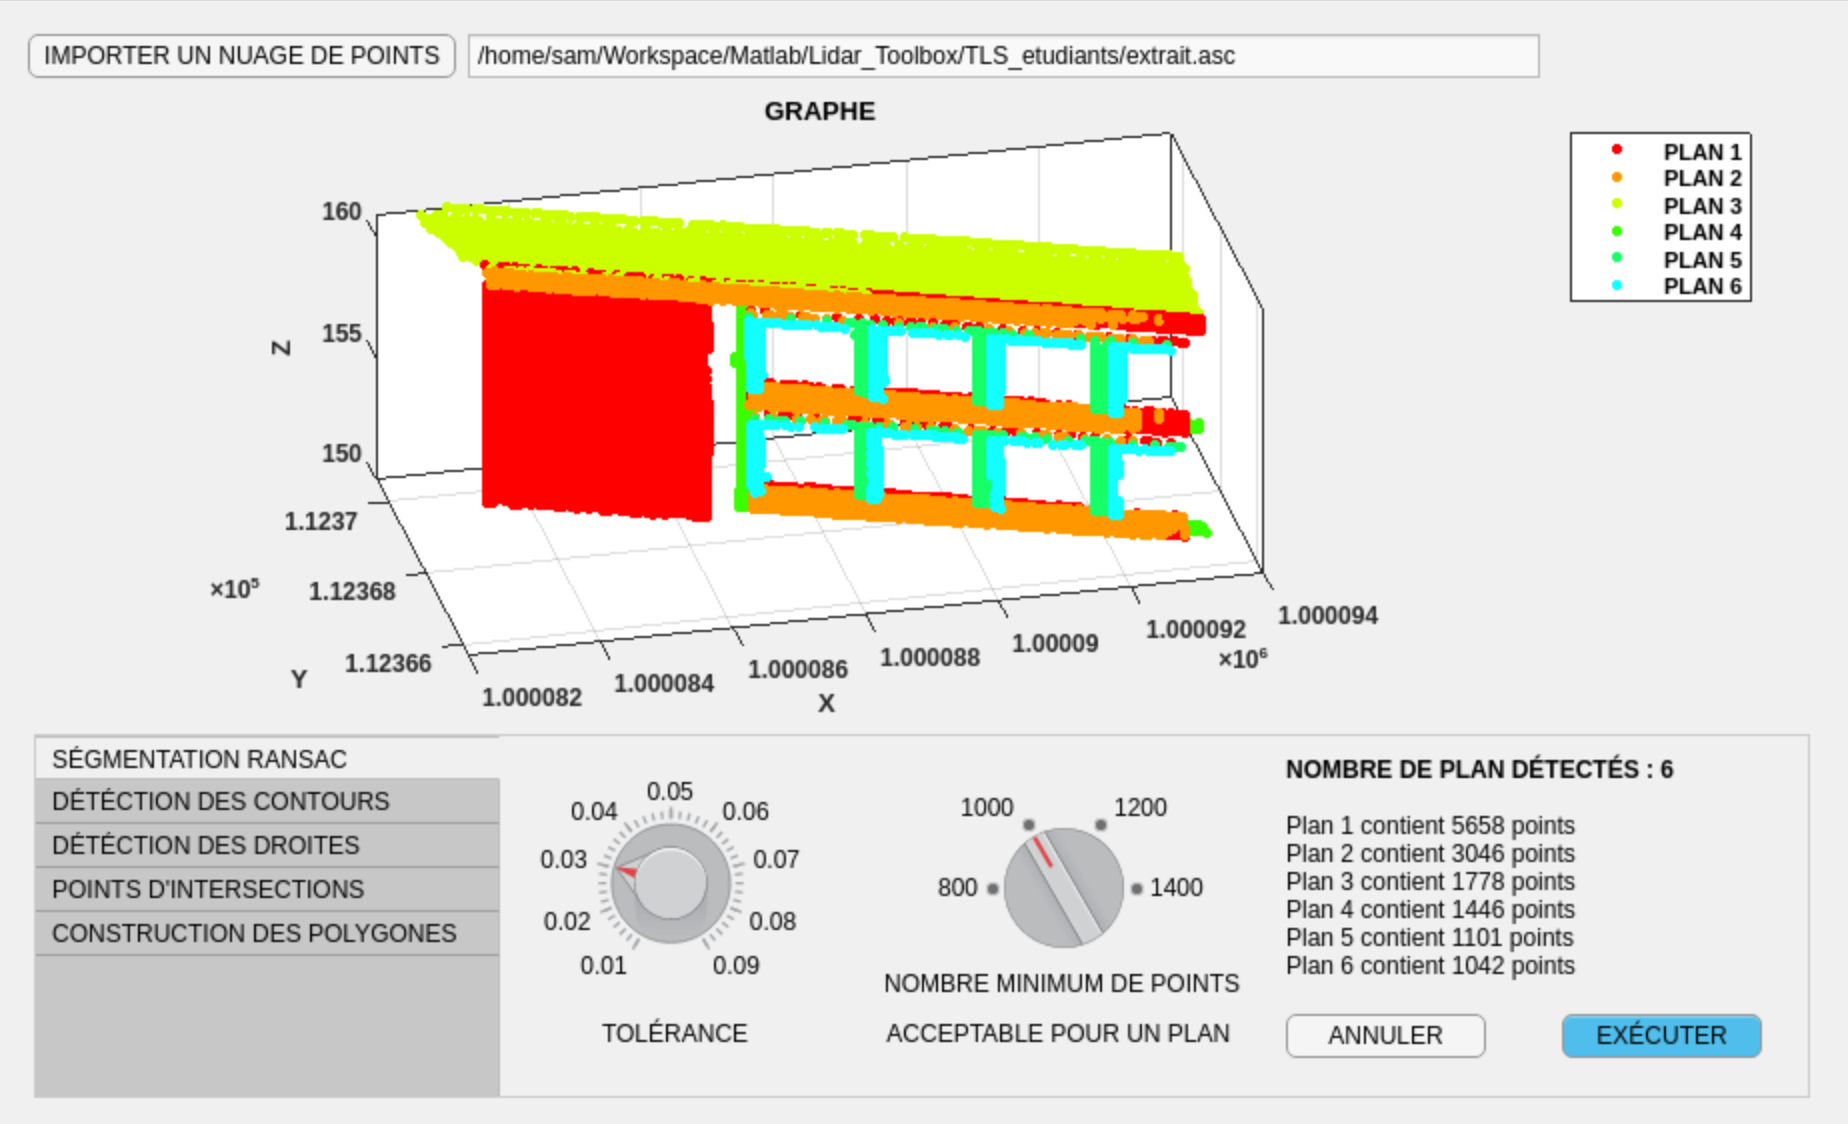 IMPORTER UN NUAGE DE POINTS
/home/sam/Workspace/Matlab/Lidar_Toolbox/TLS_etudiants/extrait.asc
GRAPHE
PLAN 1
PLAN 2
PLAN 3
PLAN 4
PLAN 5
PLAN 6
160
155
150
Z
1.1237
1.12368
1.12366
×10⁵
Y
1.000082
1.000084
1.000086
1.000088
1.00009
1.000092
1.000094
×10⁶
X
SÉGMENTATION RANSAC
DÉTÉCTION DES CONTOURS
DÉTÉCTION DES DROITES
POINTS D'INTERSECTIONS
CONSTRUCTION DES POLYGONES
0.01
0.02
0.03
0.04
0.05
0.06
0.07
0.08
0.09
TOLÉRANCE
800
1000
1200
1400
NOMBRE MINIMUM DE POINTS
ACCEPTABLE POUR UN PLAN
NOMBRE DE PLAN DÉTECTÉS : 6
Plan 1 contient 5658 points
Plan 2 contient 3046 points
Plan 3 contient 1778 points
Plan 4 contient 1446 points
Plan 5 contient 1101 points
Plan 6 contient 1042 points
ANNULER
EXÉCUTER